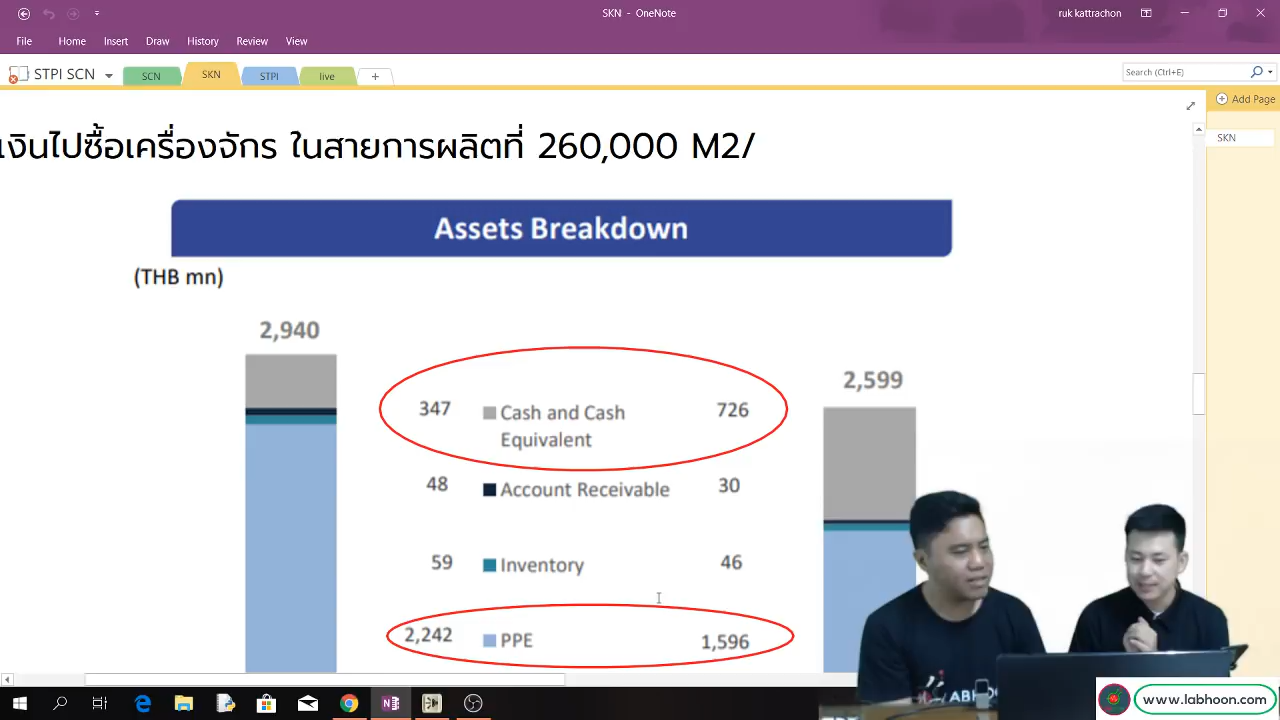 SKN - OneNote
ruk kattrachon
File Home Insert Draw History Review View
STPI SCN
SCN
SKN
STPI
live
Search (Ctrl+E)
Add Page
SKN
เงินไปซื้อเครื่องจักร ในสายการผลิตที่ 260,000 M2/
Assets Breakdown
(THB mn)
2,940
2,599
347 Cash and Cash Equivalent 726
48 Account Receivable 30
59 Inventory 46
2,242 PPE 1,596
ABHOO
www.labhoon.com